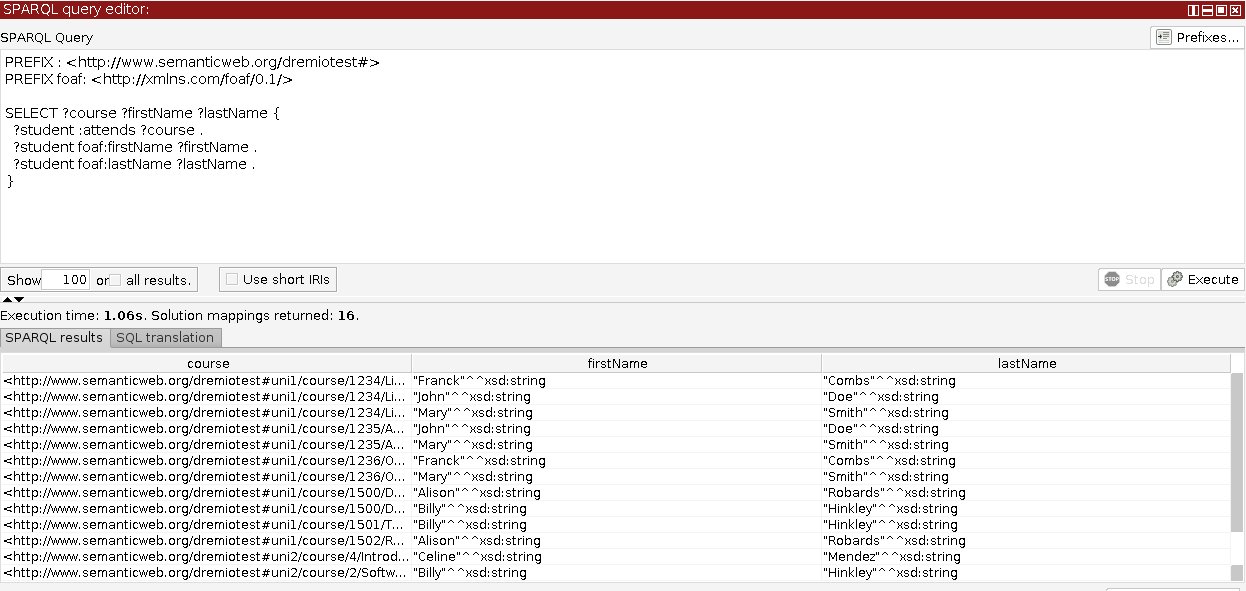 SPARQL query editor:
SPARQL Query
Prefixes...
PREFIX : <http://www.semanticweb.org/dremiotest#>
PREFIX foaf: <http://xmlns.com/foaf/0.1/>
SELECT ?course ?firstName ?lastName {
?student :attends ?course .
?student foaf:firstName ?firstName .
?student foaf:lastName ?lastName .
}
Show 100 or all results. Use short IRIs STOP Stop Execute
Execution time: 1.06s. Solution mappings returned: 16.
SPARQL results SQL translation
course firstName lastName
<http://www.semanticweb.org/dremiotest#uni1/course/1234/Li... "Franck"^^xsd:string "Combs"^^xsd:string
<http://www.semanticweb.org/dremiotest#uni1/course/1234/Li... "John"^^xsd:string "Doe"^^xsd:string
<http://www.semanticweb.org/dremiotest#uni1/course/1234/Li... "Mary"^^xsd:string "Smith"^^xsd:string
<http://www.semanticweb.org/dremiotest#uni1/course/1235/A... "John"^^xsd:string "Doe"^^xsd:string
<http://www.semanticweb.org/dremiotest#uni1/course/1235/A... "Mary"^^xsd:string "Smith"^^xsd:string
<http://www.semanticweb.org/dremiotest#uni1/course/1236/O... "Franck"^^xsd:string "Combs"^^xsd:string
<http://www.semanticweb.org/dremiotest#uni1/course/1236/O... "Mary"^^xsd:string "Smith"^^xsd:string
<http://www.semanticweb.org/dremiotest#uni1/course/1500/D... "Alison"^^xsd:string "Robards"^^xsd:string
<http://www.semanticweb.org/dremiotest#uni1/course/1500/D... "Billy"^^xsd:string "Hinkley"^^xsd:string
<http://www.semanticweb.org/dremiotest#uni1/course/1501/T... "Billy"^^xsd:string "Hinkley"^^xsd:string
<http://www.semanticweb.org/dremiotest#uni1/course/1502/R... "Alison"^^xsd:string "Robards"^^xsd:string
<http://www.semanticweb.org/dremiotest#uni2/course/4/Introd... "Celine"^^xsd:string "Mendez"^^xsd:string
<http://www.semanticweb.org/dremiotest#uni2/course/2/Softw... "Billy"^^xsd:string "Hinkley"^^xsd:string